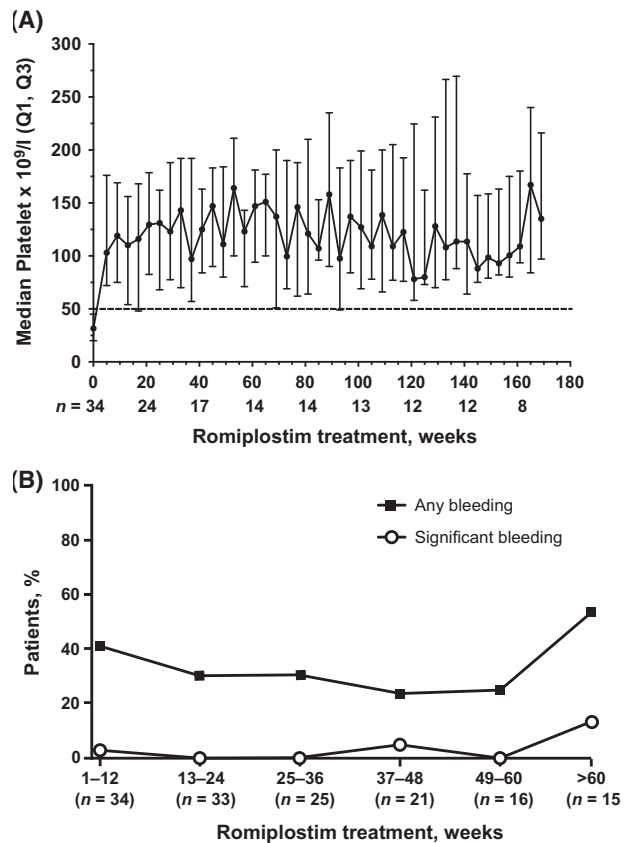 (A)
300
250
200
150
100
50
0
Median Platelet x 10⁹/l (Q1, Q3)
0 20 40 60 80 100 120 140 160 180
n = 34 24 17 14 14 13 12 12 8
Romiplostim treatment, weeks
(B)
100
80
60
40
20
0
Patients, %
Any bleeding
Significant bleeding
1–12 13–24 25–36 37–48 49–60 >60
(n = 34) (n = 33) (n = 25) (n = 21) (n = 16) (n = 15
Romiplostim treatment, weeks